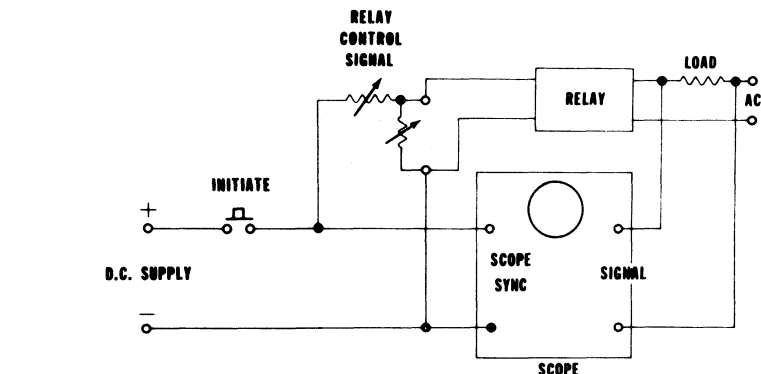 RELAY
CONTROL
SIGNAL
LOAD
RELAY
AC
INITIATE
+
D.C. SUPPLY
−
SCOPE
SYNC
SIGNAL
SCOPE